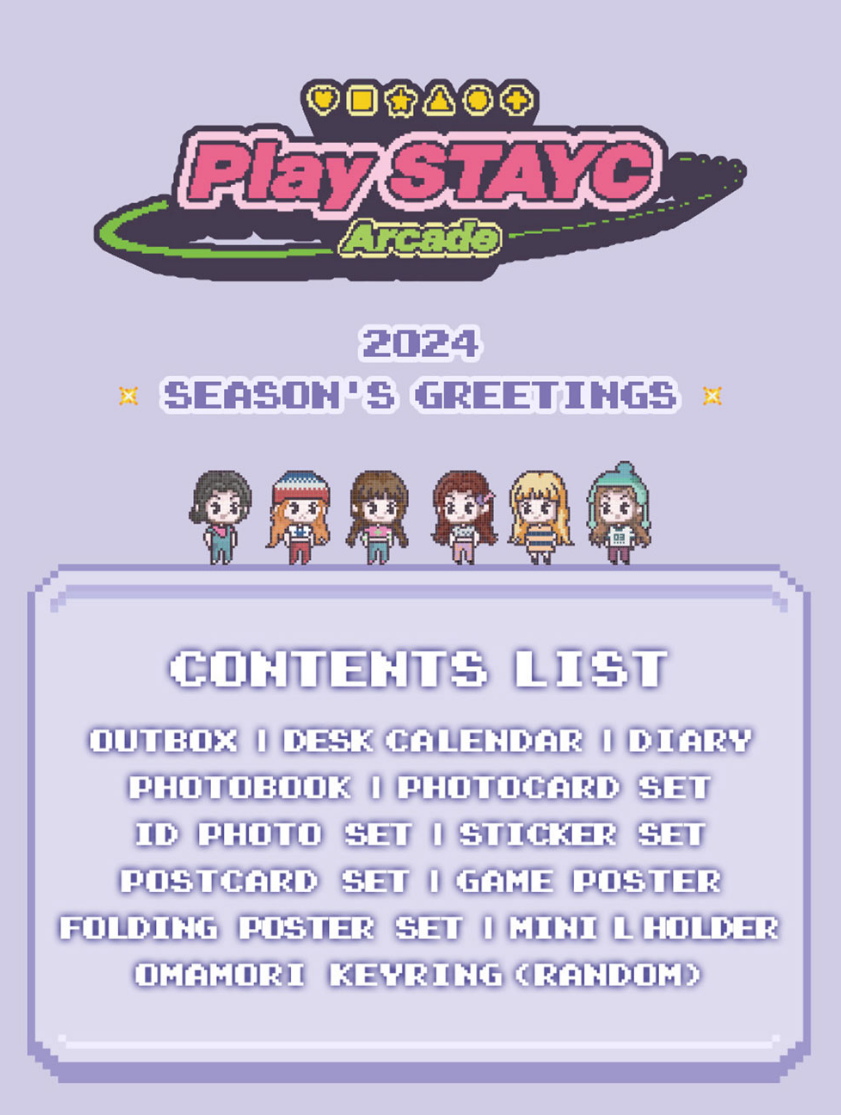 Play STAYC
Arcade
2024
SEASON'S GREETINGS
CONTENTS LIST
OUTBOX | DESK CALENDAR | DIARY
PHOTOBOOK | PHOTOCARD SET
ID PHOTO SET | STICKER SET
POSTCARD SET | GAME POSTER
FOLDING POSTER SET | MINI L HOLDER
OMAMORI KEYRING (RANDOM)